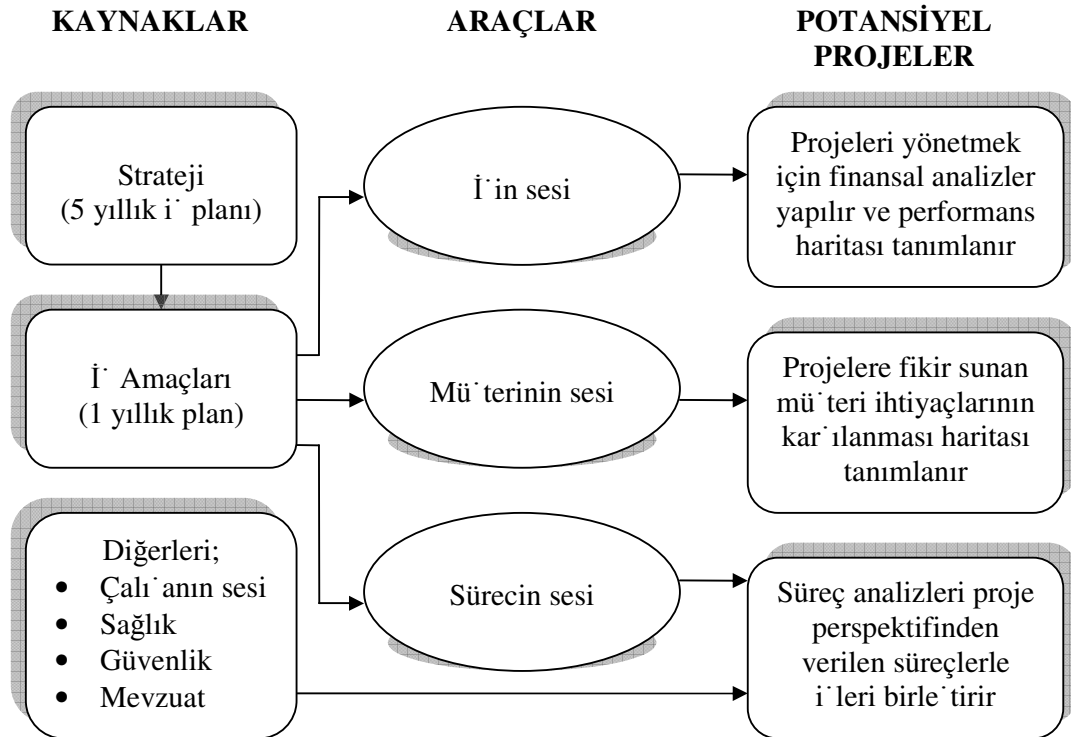 KAYNAKLAR
ARAÇLAR
POTANSİYEL
PROJELER
Strateji
(5 yıllık i˙ planı)
İ˙in sesi
Projeleri yönetmek
için finansal analizler
yapılır ve performans
haritası tanımlanır
İ˙ Amaçları
(1 yıllık plan)
Mü˙terinin sesi
Projelere fikir sunan
mü˙teri ihtiyaçlarının
kar˙ılanması haritası
tanımlanır
Diğerleri;
• Çalı˙anın sesi
• Sağlık
• Güvenlik
• Mevzuat
Sürecin sesi
Süreç analizleri proje
perspektifinden
verilen süreçlerle
i˙leri birle˙tirir